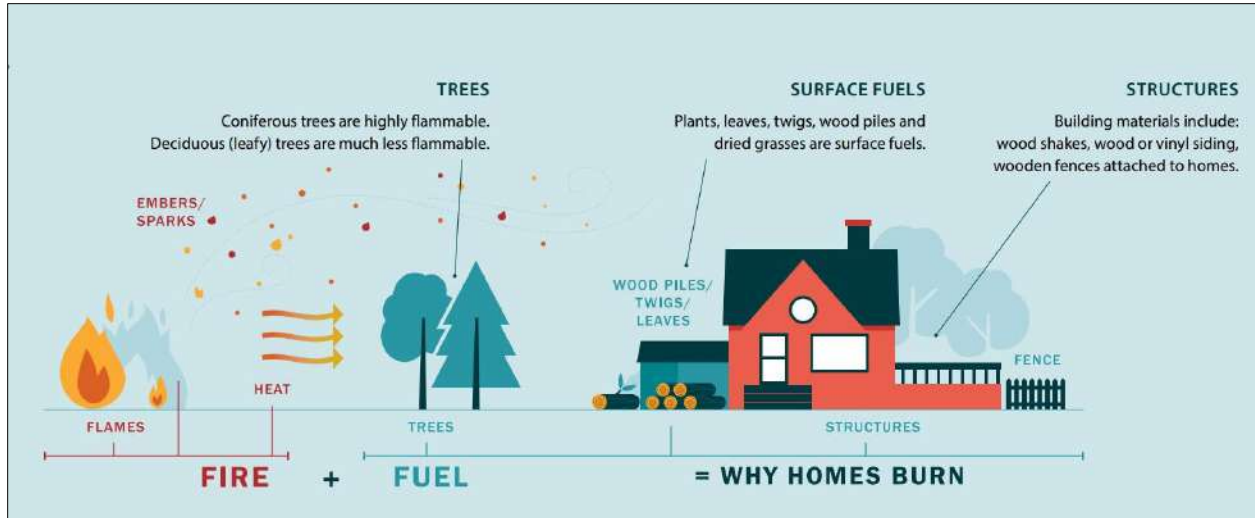 TREES
Coniferous trees are highly flammable.
Deciduous (leafy) trees are much less flammable.
SURFACE FUELS
Plants, leaves, twigs, wood piles and
dried grasses are surface fuels.
STRUCTURES
Building materials include:
wood shakes, wood or vinyl siding,
wooden fences attached to homes.
EMBERS/
SPARKS
WOOD PILES/
TWIGS/
LEAVES
HEAT
FENCE
FLAMES
TREES
STRUCTURES
FIRE + FUEL = WHY HOMES BURN